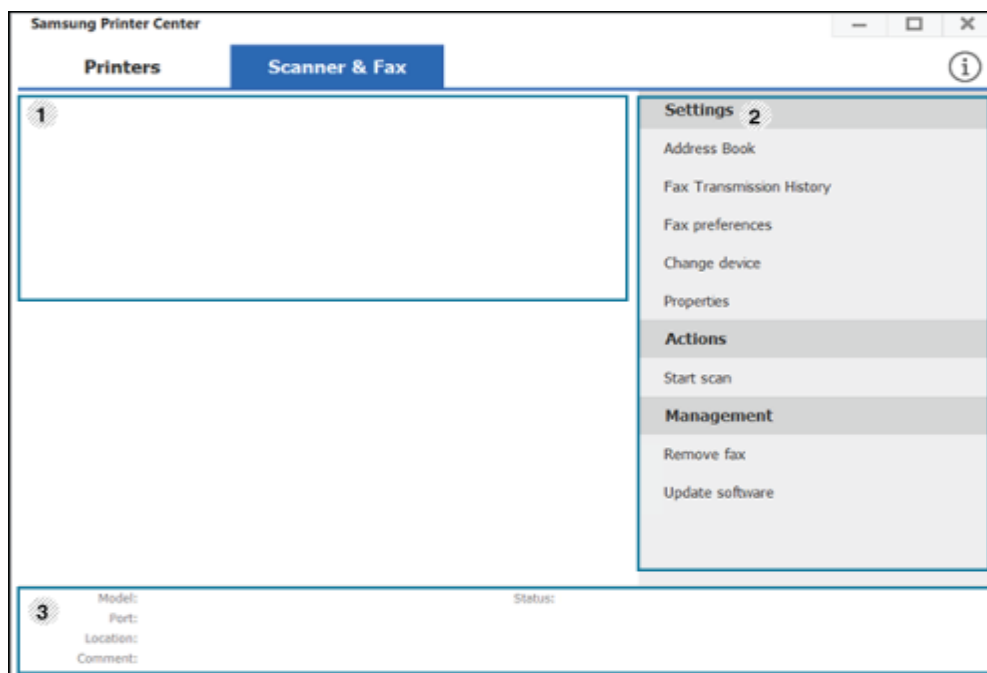 Samsung Printer Center
Printers
Scanner & Fax
i
1
Settings 2
Address Book
Fax Transmission History
Fax preferences
Change device
Properties
Actions
Start scan
Management
Remove fax
Update software
3
Model:
Status:
Port:
Location:
Comment: